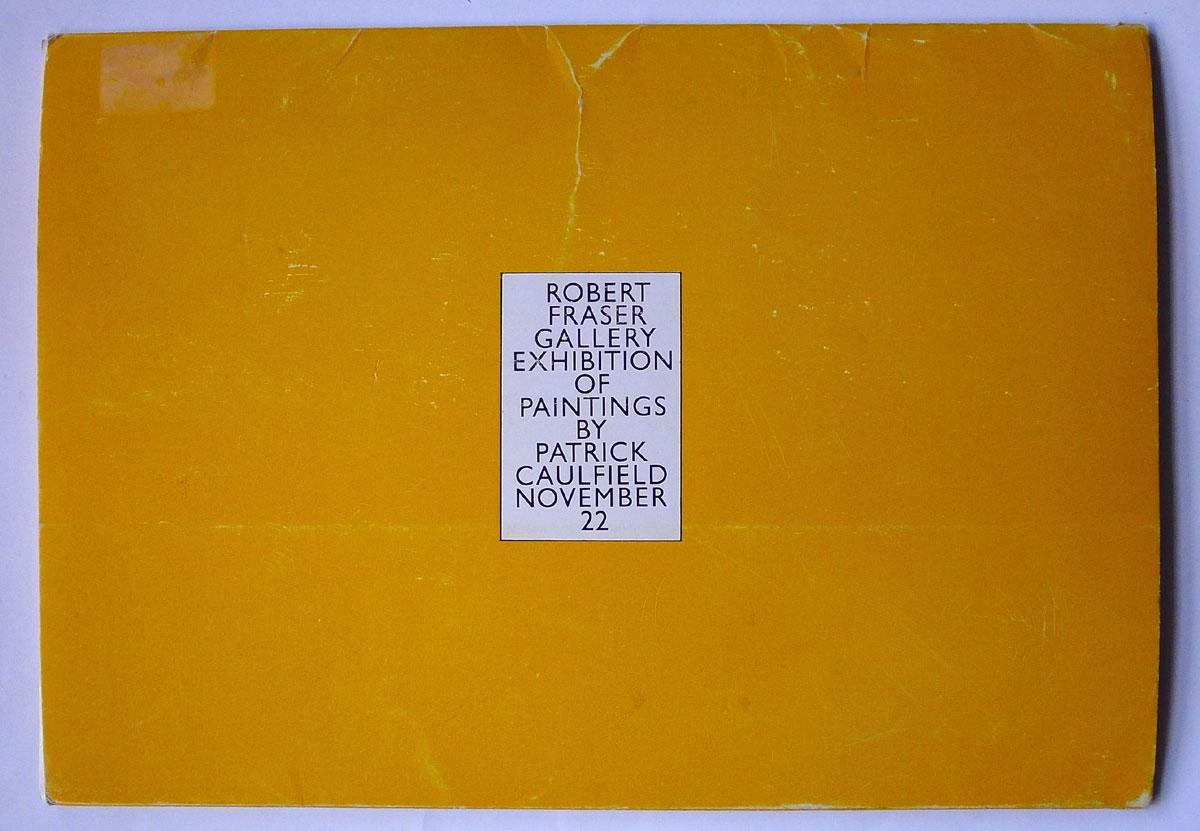 ROBERT
FRASER
GALLERY
EXHIBITION
OF
PAINTINGS
BY
PATRICK
CAULFIELD
NOVEMBER
22